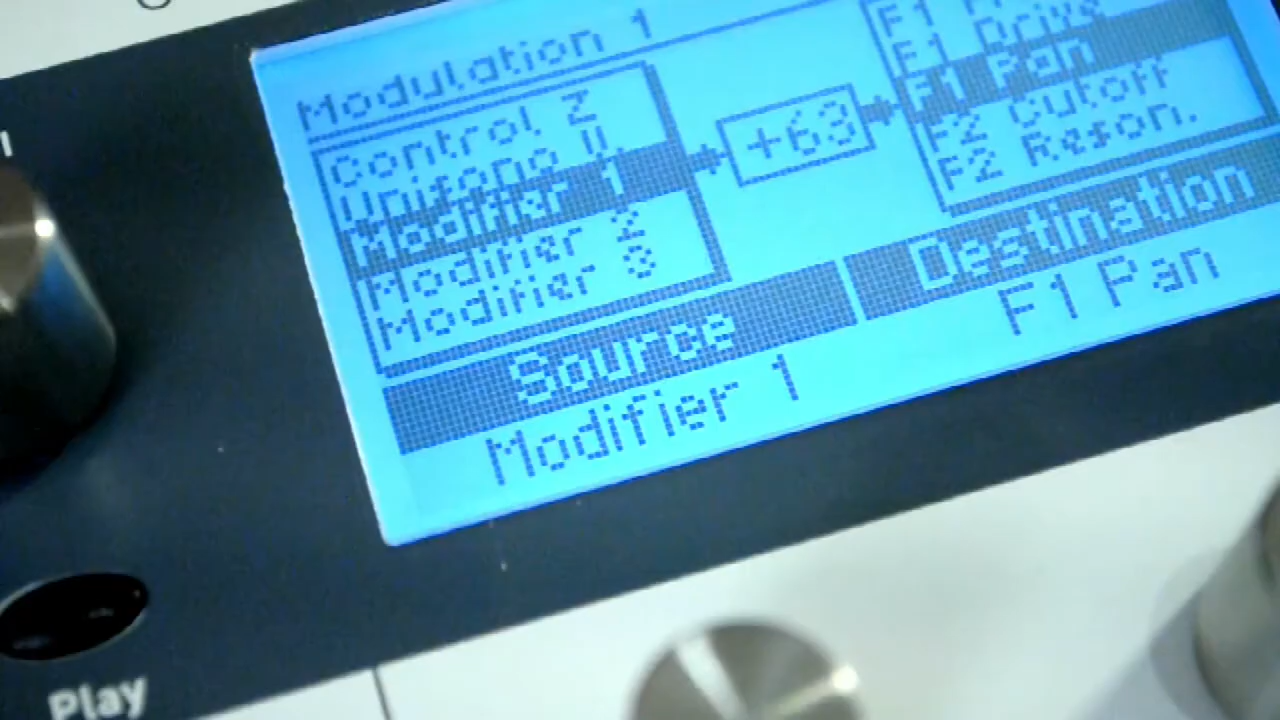 Modulation 1
Control Z
Unisono V.
Modifier 1
Modifier 2
Modifier 3
+63
F1
F1 Drive
F1 Pan
F2 Cutoff
F2 Reson.
Source
Destination
Modifier 1
F1 Pan
Play